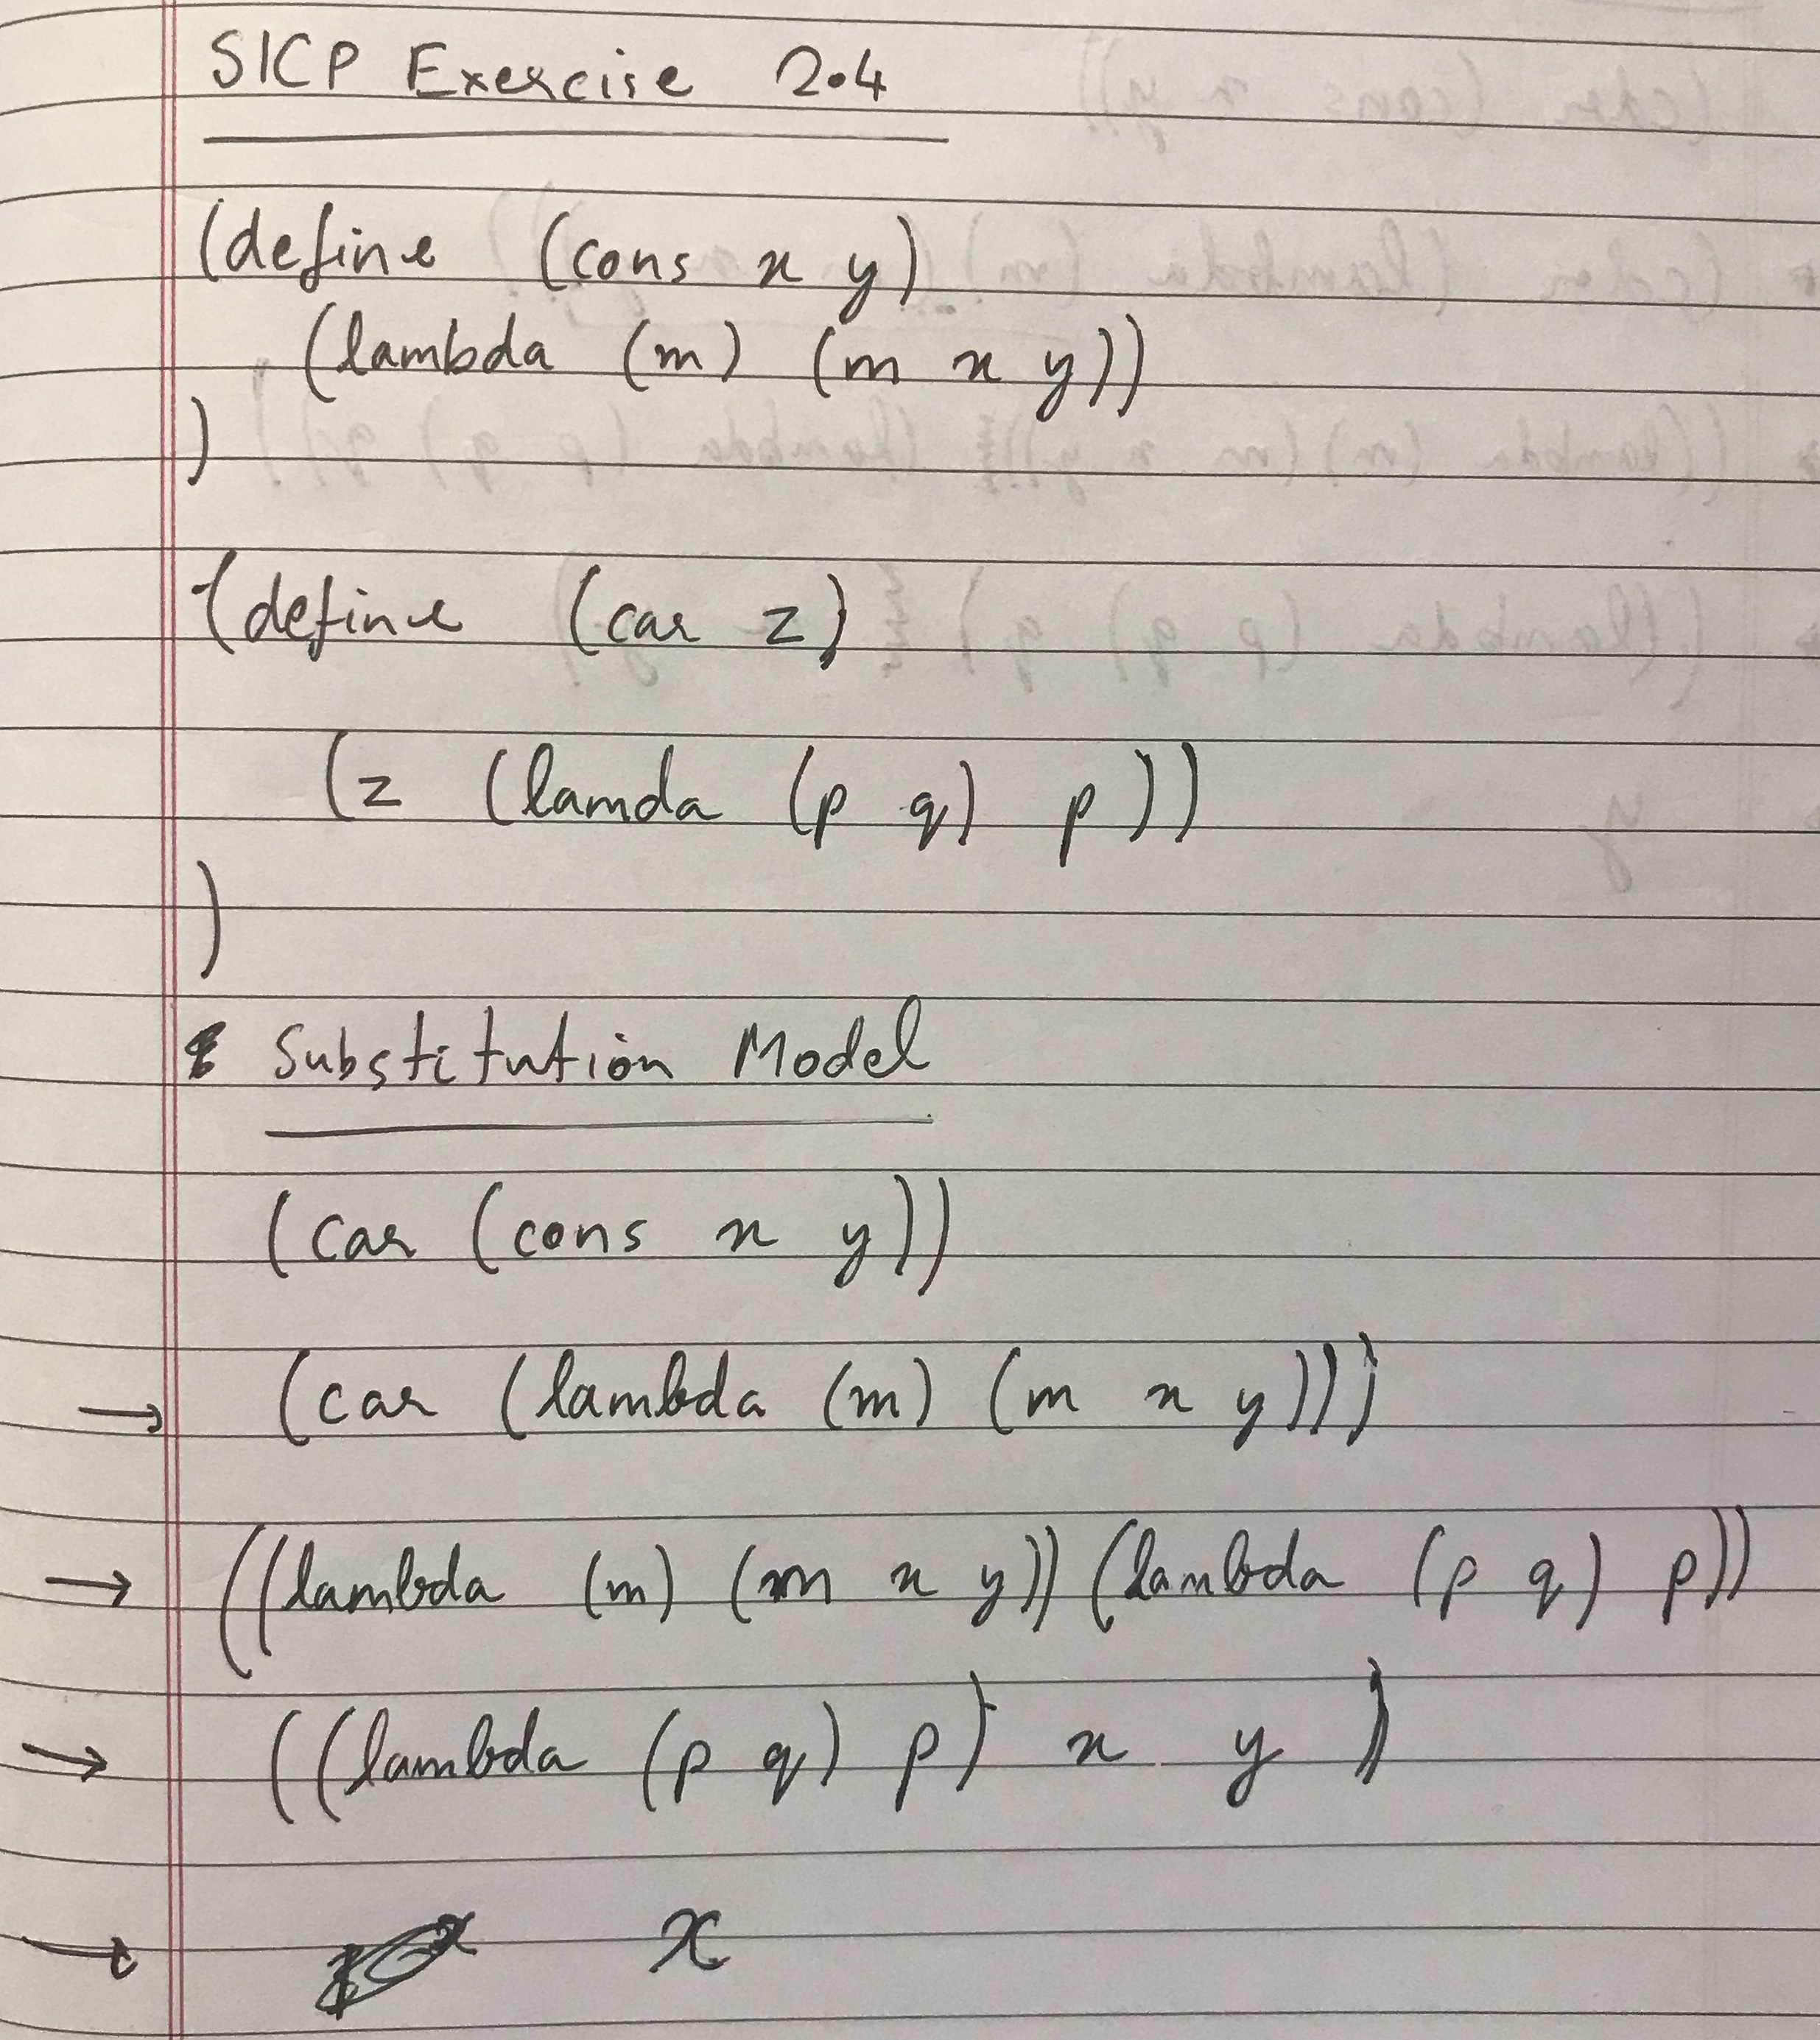 SICP Exercise 2.4
(define (cons x y)
(lambda (m) (m x y))
)
(define (car z)
(z (lamda (p q) p))
)
Substitution Model
(car (cons x y))
→ (car (lambda (m) (m x y)))
→ ((lambda (m) (m x y)) (lambda (p q) p))
→ ((lambda (p q) p) x y )
→ x